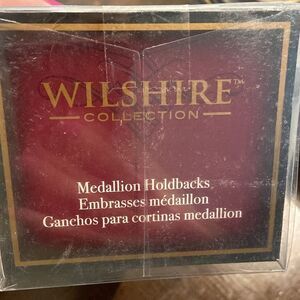 WILSHIRE™
COLLECTION
Medallion Holdbacks
Embrasses médaillon
Ganchos para cortinas medallion